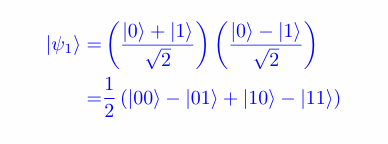 |ψ₁⟩ = ( (|0⟩ + |1⟩) / √2 ) ( (|0⟩ − |1⟩) / √2 )
= 1/2 (|00⟩ − |01⟩ + |10⟩ − |11⟩)